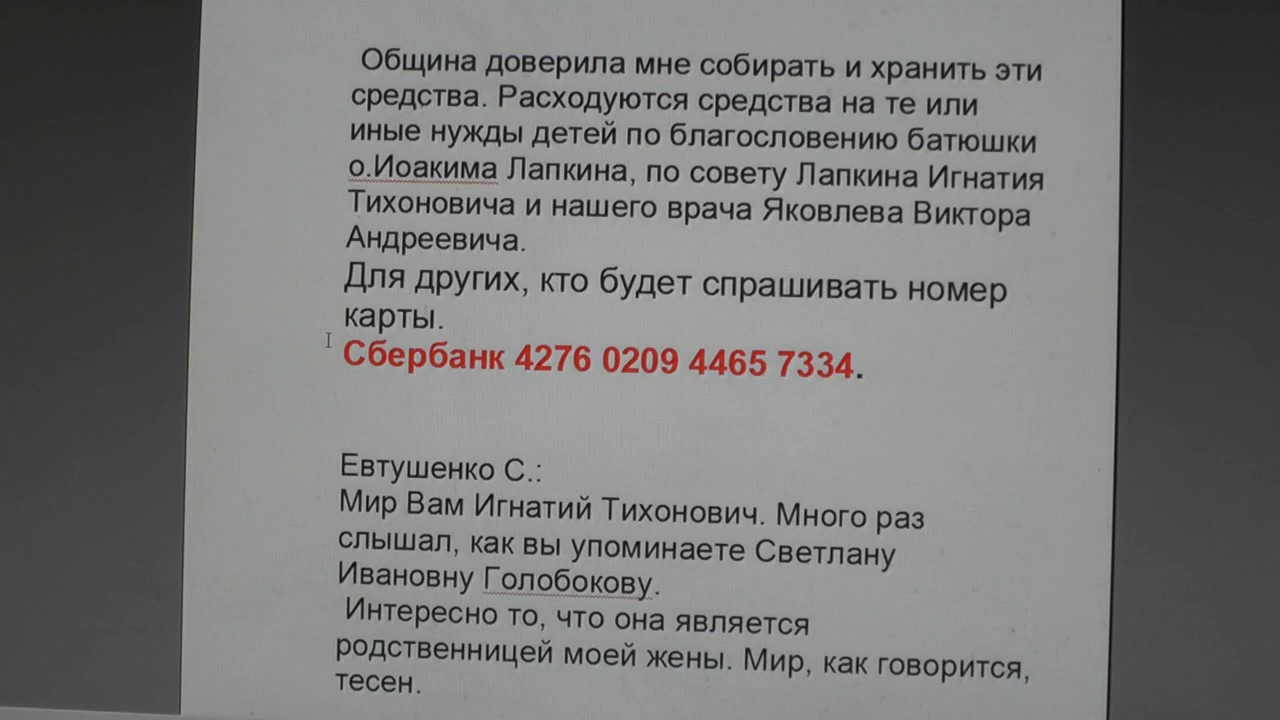 Община доверила мне собирать и хранить эти
средства. Расходуются средства на те или
иные нужды детей по благословению батюшки
о.Иоакима Лапкина, по совету Лапкина Игнатия
Тихоновича и нашего врача Яковлева Виктора
Андреевича.
Для других, кто будет спрашивать номер
карты.
Сбербанк 4276 0209 4465 7334.
Евтушенко С.:
Мир Вам Игнатий Тихонович. Много раз
слышал, как вы упоминаете Светлану
Ивановну Голобокову.
Интересно то, что она является
родственницей моей жены. Мир, как говорится,
тесен.